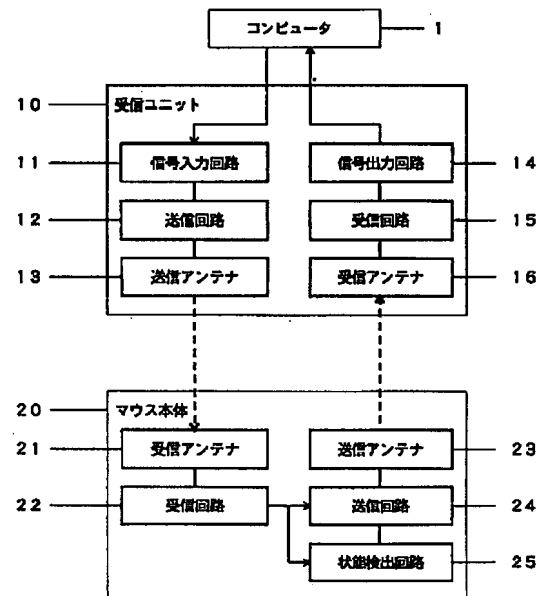 コンピュータ 1
10 受信ユニット
11 信号入力回路 信号出力回路 14
12 送信回路 受信回路 15
13 送信アンテナ 受信アンテナ 16
20 マウス本体
21 受信アンテナ 送信アンテナ 23
22 受信回路 送信回路 24
状態検出回路 25